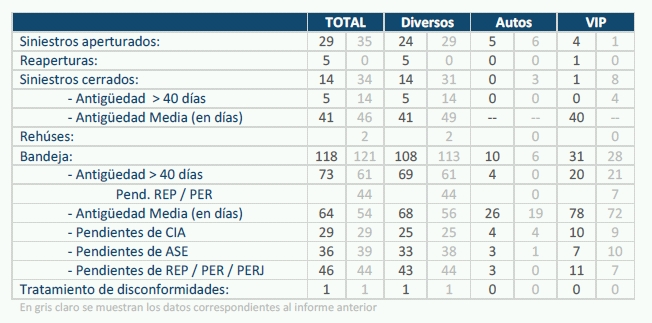 TOTAL Diversos Autos VIP
Siniestros aperturados: 29 35 24 29 5 6 4 1
Reaperturas: 5 0 5 0 0 0 1 0
Siniestros cerrados: 14 34 14 31 0 3 1 8
- Antigüedad > 40 días 5 14 5 14 0 0 0 4
- Antigüedad Media (en días) 41 46 41 49 -- -- 40 --
Rehúses: 2 2 0 0
Bandeja: 118 121 108 113 10 6 31 28
- Antigüedad > 40 días 73 61 69 61 4 0 20 21
Pend. REP / PER 44 44 0 7
- Antigüedad Media (en días) 64 54 68 56 26 19 78 72
- Pendientes de CIA 29 29 25 25 4 4 10 9
- Pendientes de ASE 36 39 33 38 3 1 7 10
- Pendientes de REP / PER / PERJ 46 44 43 44 3 0 11 7
Tratamiento de disconformidades: 1 1 1 1 0 0 0 0
En gris claro se muestran los datos correspondientes al informe anterior